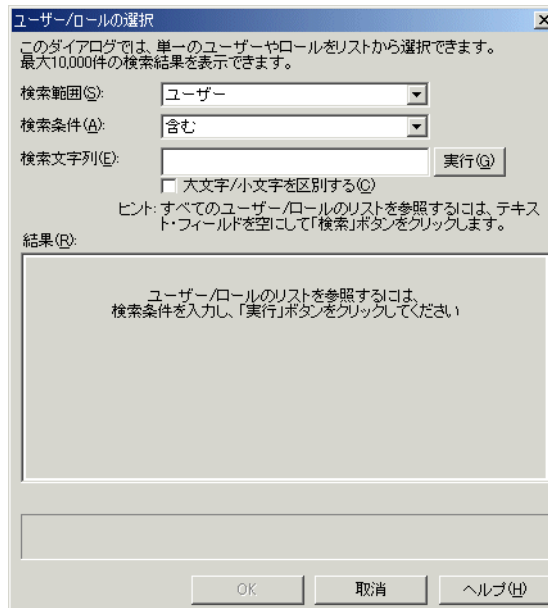 ユーザー/ロールの選択
このダイアログでは、単一のユーザーやロールをリストから選択できます。
最大10,000件の検索結果を表示できます。
検索範囲(S):
ユーザー
検索条件(A):
含む
検索文字列(E):
実行(G)
大文字/小文字を区別する(C)
ヒント: すべてのユーザー/ロールのリストを参照するには、テキス
ト・フィールドを空にして「検索」ボタンをクリックします。
結果(R):
ユーザー/ロールのリストを参照するには、
検索条件を入力し、「実行」ボタンをクリックしてください
OK
取消
ヘルプ(H)